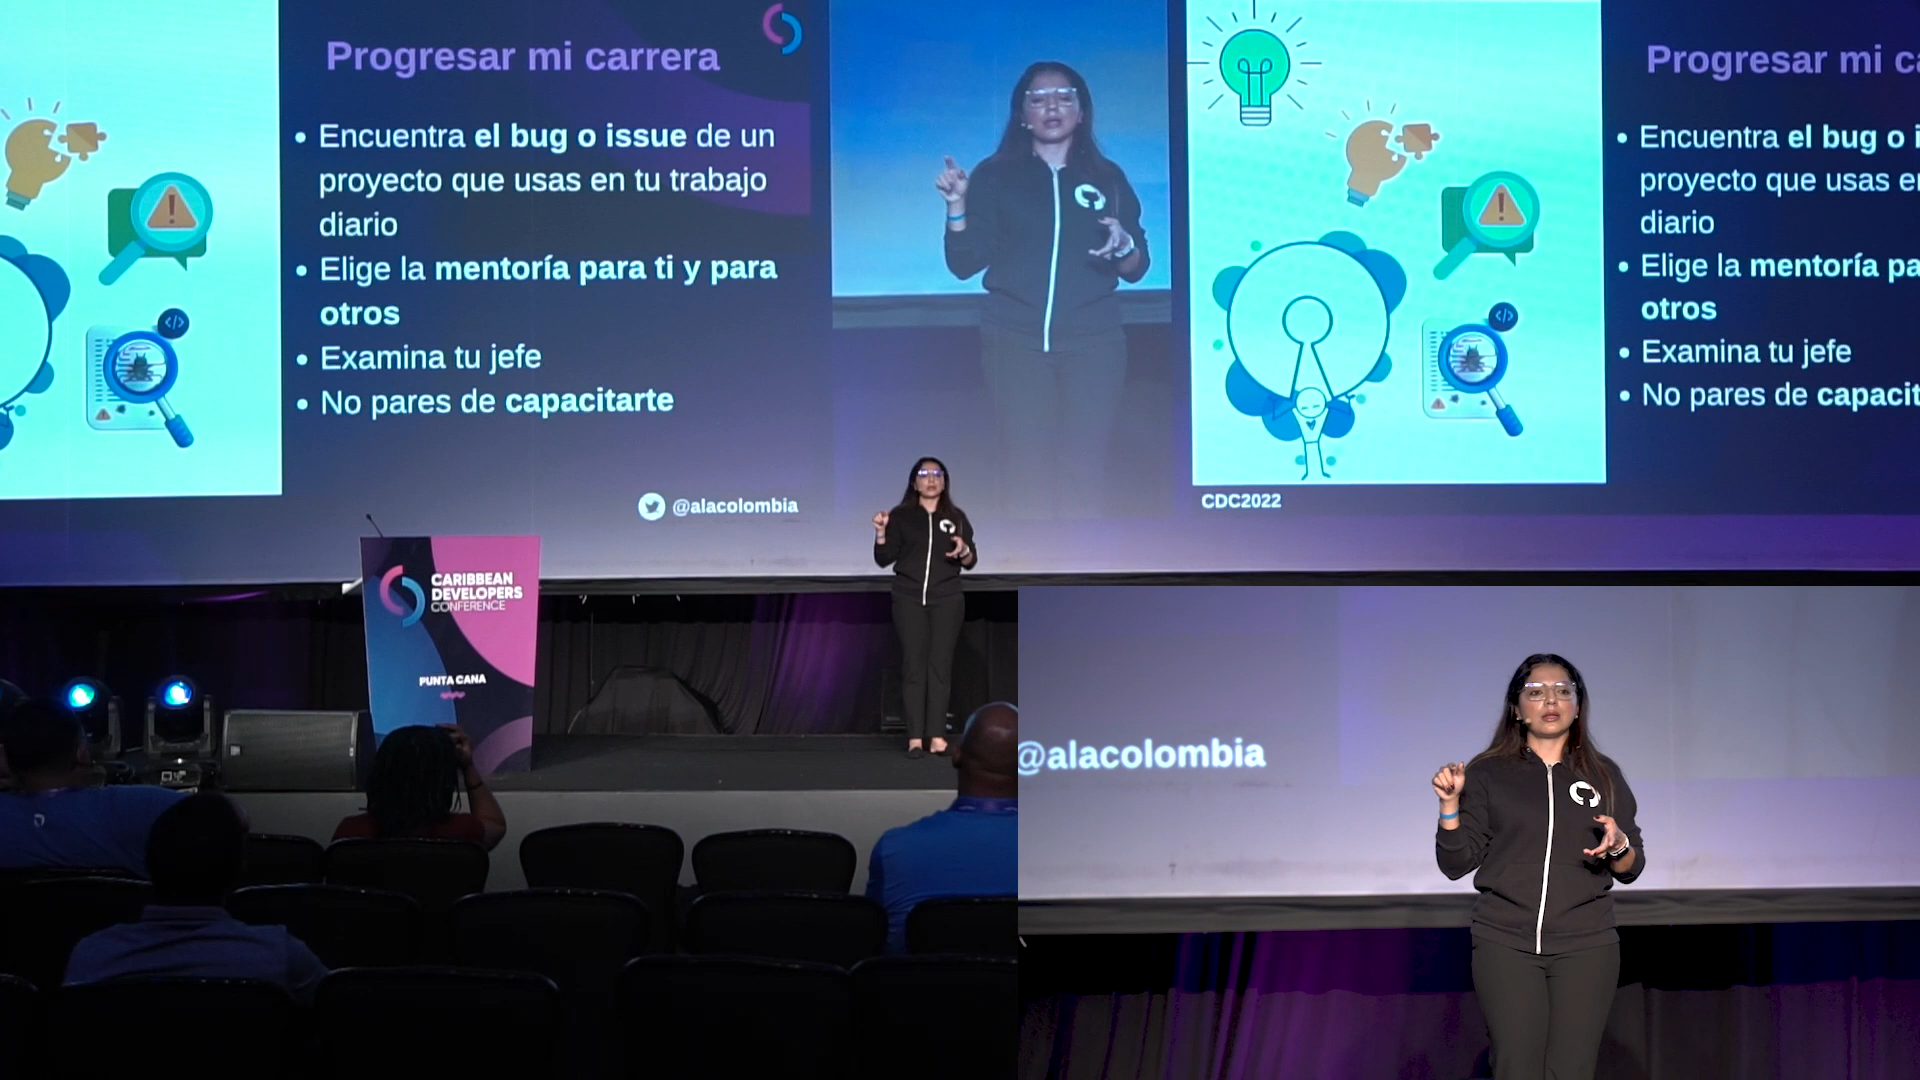 Progresar mi carrera
• Encuentra el bug o issue de un
proyecto que usas en tu trabajo
diario
• Elige la mentoría para ti y para
otros
• Examina tu jefe
• No pares de capacitarte
@alacolombia
CDC2022
Progresar mi ca
• Encuentra el bug o i
proyecto que usas en
diario
• Elige la mentoría pa
otros
• Examina tu jefe
• No pares de capacit
CARIBBEAN
DEVELOPERS
CONFERENCE
PUNTA CANA
@alacolombia